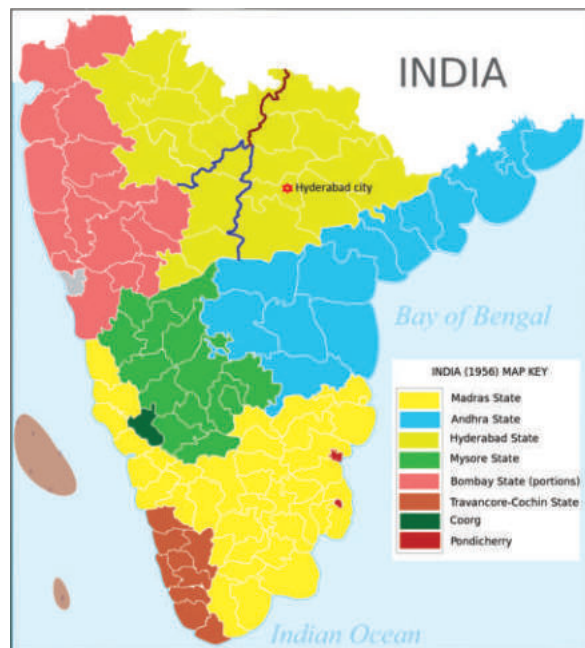 INDIA
Hyderabad city
Bay of Bengal
INDIA (1956) MAP KEY
Madras State
Andhra State
Hyderabad State
Mysore State
Bombay State (portions)
Travancore-Cochin State
Coorg
Pondicherry
Indian Ocean